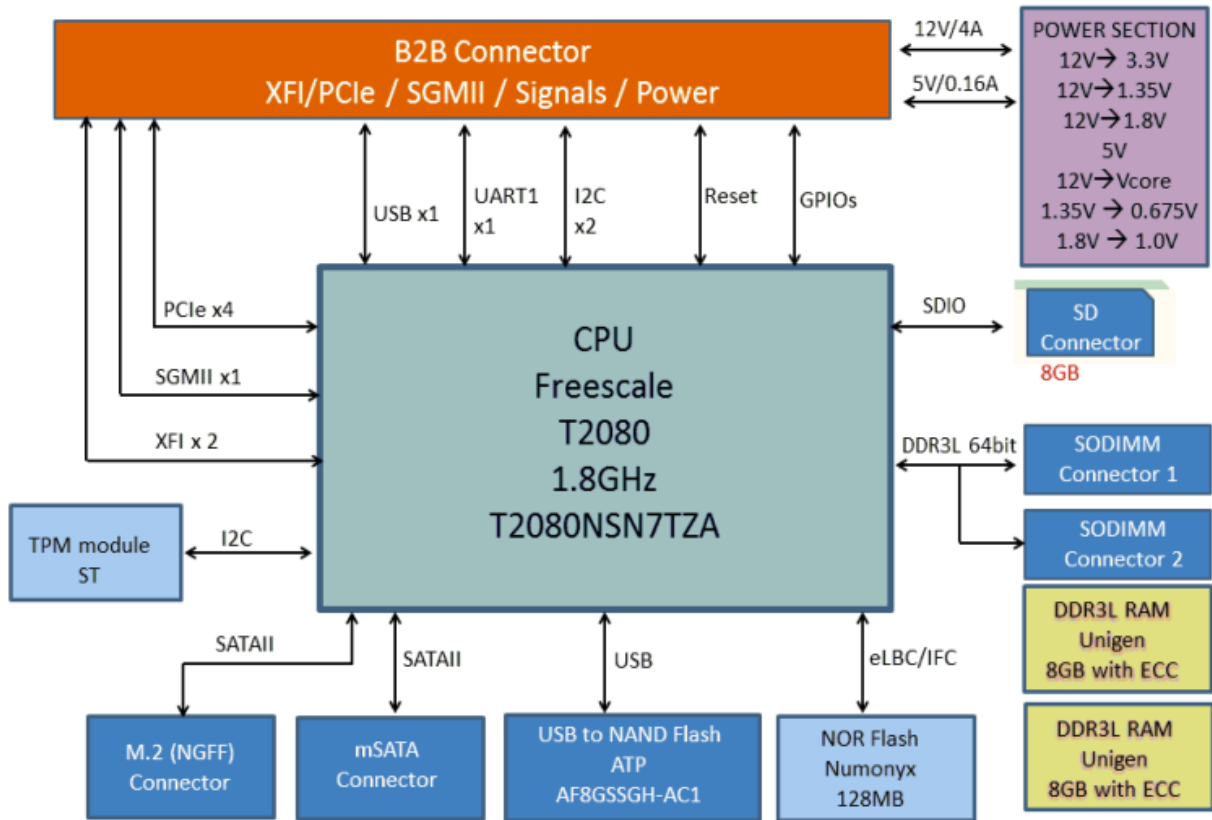 B2B Connector
XFI/PCIe / SGMII / Signals / Power
12V/4A
5V/0.16A
POWER SECTION
12V→ 3.3V
12V→1.35V
12V→1.8V
5V
12V→Vcore
1.35V → 0.675V
1.8V → 1.0V
USB x1
UART1
x1
I2C
x2
Reset
GPIOs
PCIe x4
SGMII x1
XFI x 2
CPU
Freescale
T2080
1.8GHz
T2080NSN7TZA
SDIO
SD
Connector
8GB
DDR3L 64bit
SODIMM
Connector 1
SODIMM
Connector 2
TPM module
ST
I2C
DDR3L RAM
Unigen
8GB with ECC
DDR3L RAM
Unigen
8GB with ECC
SATAII
SATAII
USB
eLBC/IFC
M.2 (NGFF)
Connector
mSATA
Connector
USB to NAND Flash
ATP
AF8GSSGH-AC1
NOR Flash
Numonyx
128MB